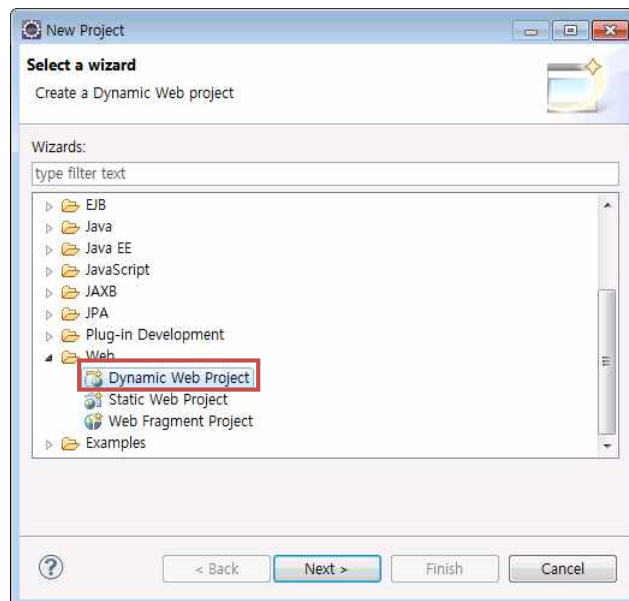 New Project
Select a wizard
Create a Dynamic Web project
Wizards:
type filter text
EJB
Java
Java EE
JavaScript
JAXB
JPA
Plug-in Development
Web
Dynamic Web Project
Static Web Project
Web Fragment Project
Examples
?
< Back Next > Finish Cancel